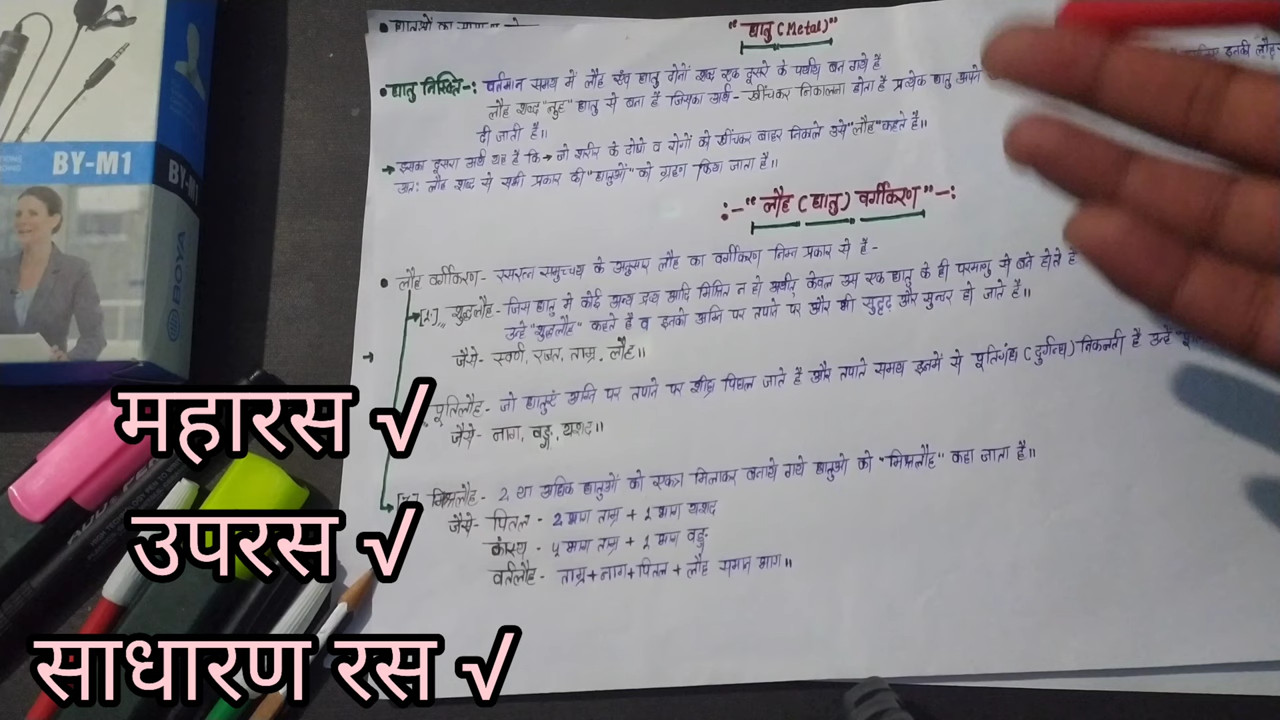 • धातुओं का
"धातु (Metal)"
• धातु निरुक्ति-: वर्तमान समय में लौह एवं धातु दोनों शब्द एक दूसरे के पर्याय बन गये हैं
लौह शब्द "लुह" धातु से बना है जिसका अर्थ - खींचकर निकालना होता है प्रत्येक धातु अपने
दी जाती है॥
→ इसका दूसरा अर्थ यह है कि → जो शरीर के दोषो व रोगों को खींचकर बाहर निकाले उसे "लौह" कहते है॥
अतः लौह शब्द से सभी प्रकार की "धातुओं" को ग्रहण किया जाता है॥
:-"लौह (धातु) वर्गीकरण"-:
• लौह वर्गीकरण - रसरत्न समुच्चय के अनुसार लौह का वर्गीकरण निम्न प्रकार से है -
शुद्धलौह - जिस धातु में कोई अन्य द्रव्य आदि मिश्रित न हो अर्थात् केवल उस एक धातु के ही परमाणु से बने होते है
उन्हें "शुद्धलौह" कहते है व इनको अग्नि पर तपाने पर और भी सुदृढ और सुन्दर हो जाते है॥
→ जैसे - स्वर्ण, रजत, ताम्र, लौह॥
पूतिलौह - जो धातुएं अग्नि पर तपाने पर शीघ्र पिघल जाते है और तपाते समय इनमें से पूतिगंध (दुर्गन्ध) निकलती है उन्हें
जैसे - नाग, वङ्ग, यशद॥
मिश्रलौह - 2 या अधिक धातुओं को एकत्र मिलाकर बनाये गये धातुओ को "मिश्रलौह" कहा जाता है॥
जैसे - पितल - 2 भाग ताम्र + 1 भाग यशद
कांस्य - 4 भाग ताम्र + 1 भाग वङ्ग
वर्तलौह - ताम्र + नाग + पितल + लौह समान भाग॥
BY-M1
BOYA
महारस √
उपरस √
साधारण रस √